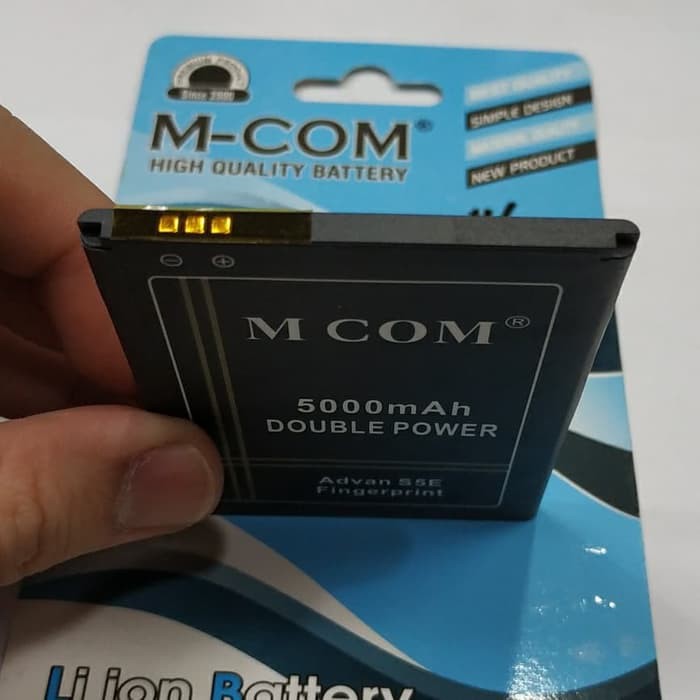 Since 2000
M-COM®
HIGH QUALITY BATTERY
BEST QUALITY
SIMPLE DESIGN
NEW PRODUCT
M COM®
5000mAh
DOUBLE POWER
Advan S5E
Fingerprint
Li ion Battery